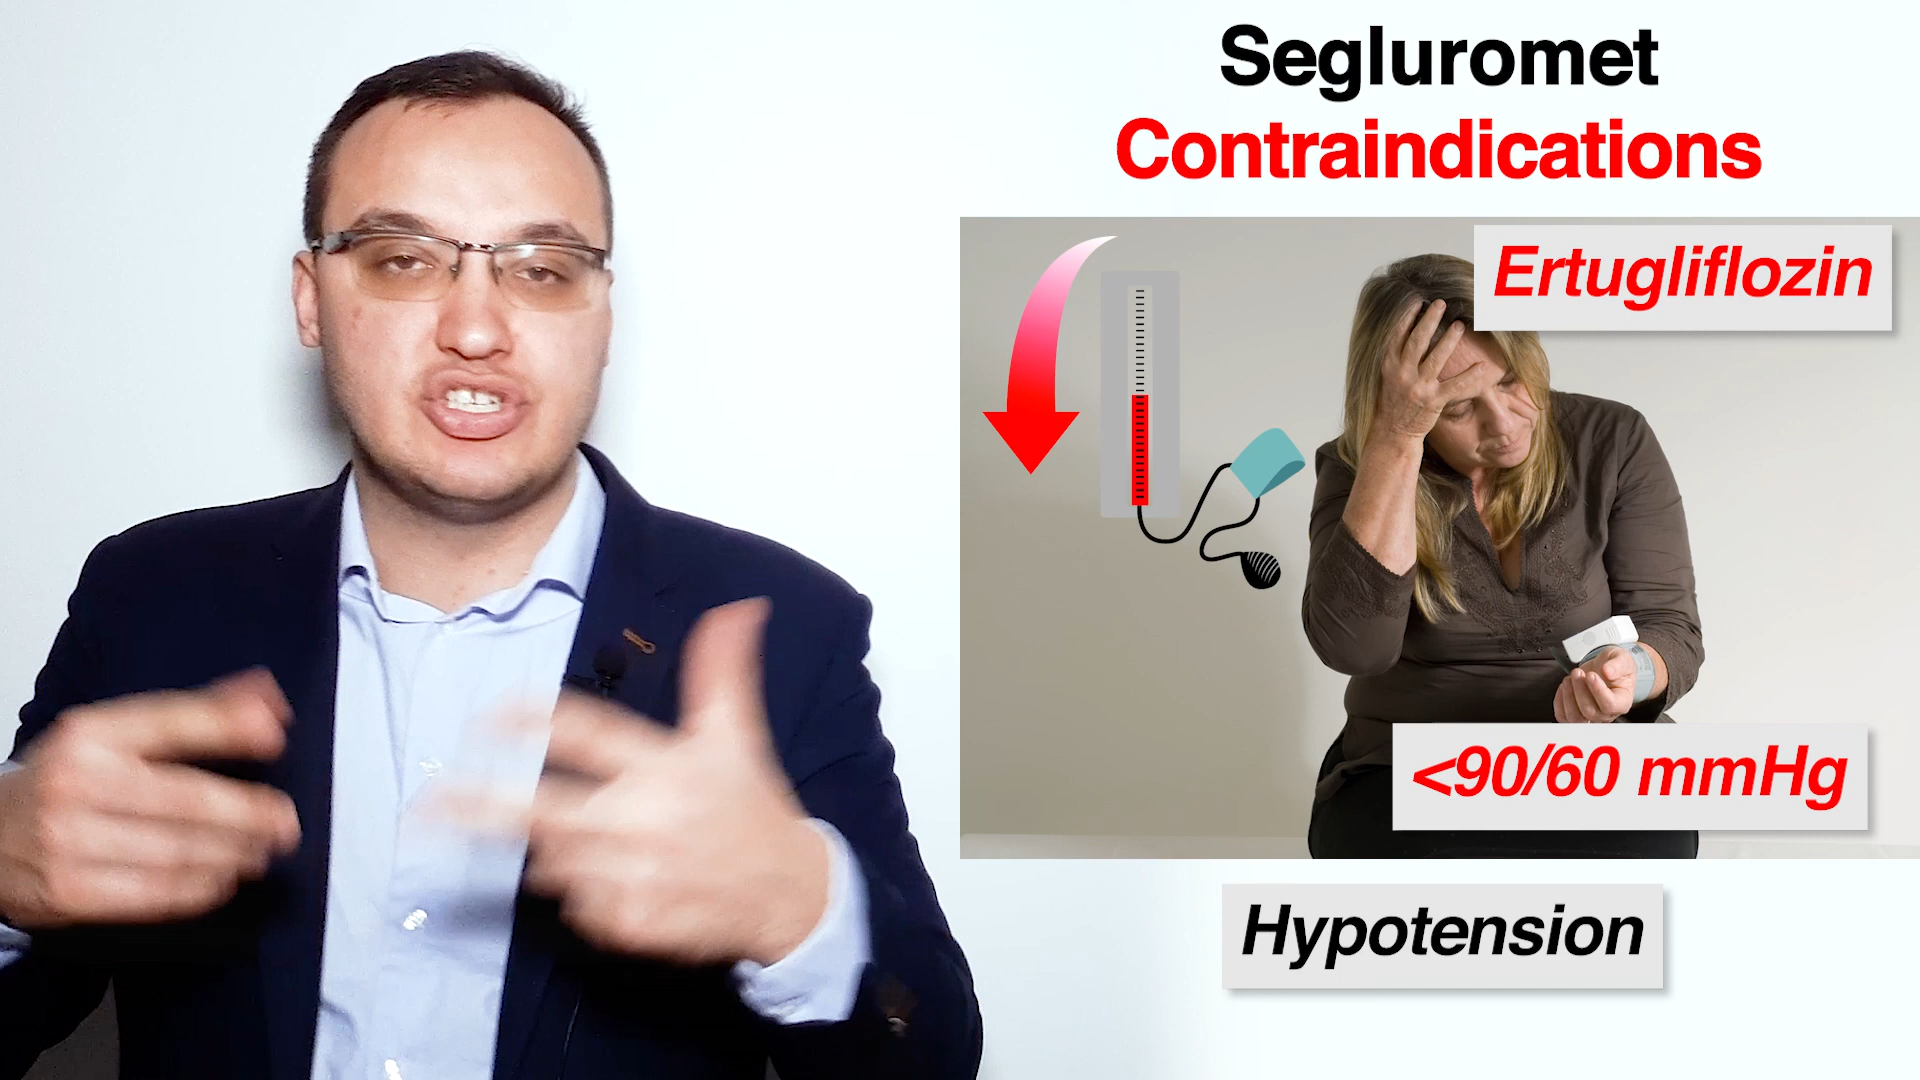 Segluromet
Contraindications
Ertugliflozin
<90/60 mmHg
Hypotension